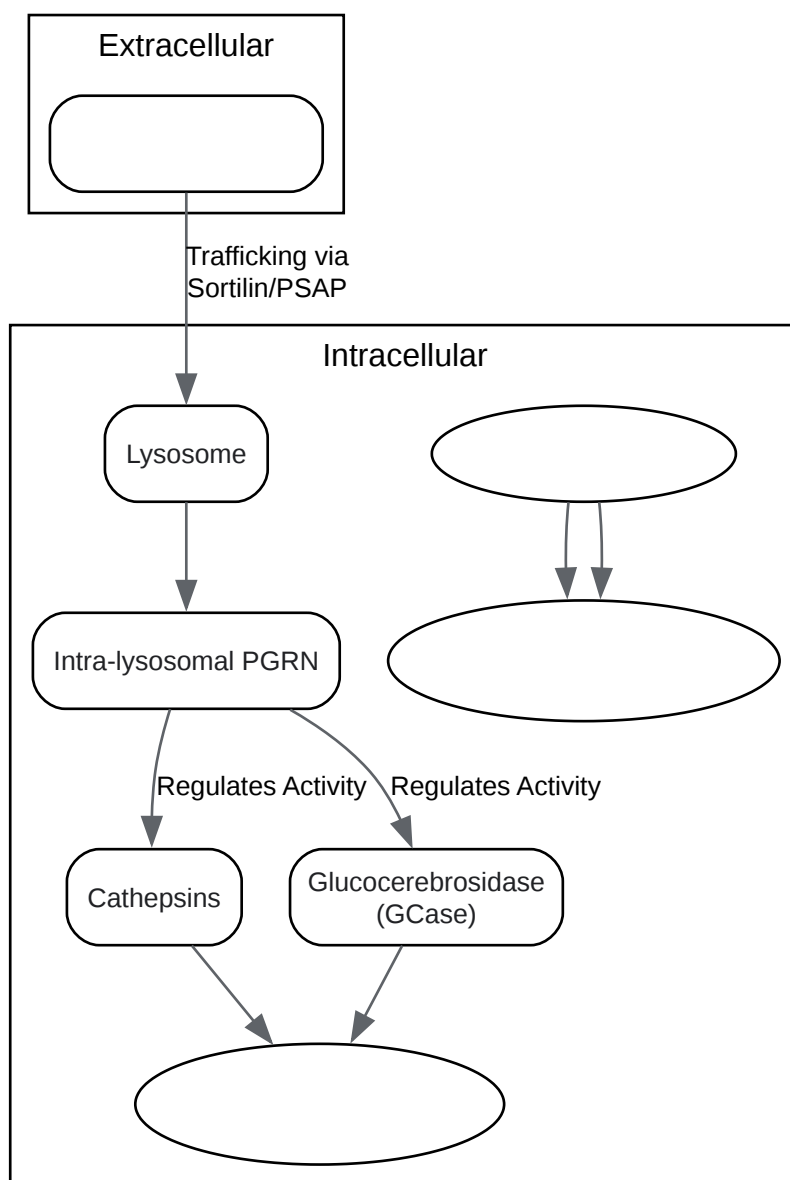 Extracellular
Trafficking via
Sortilin/PSAP
Intracellular
Lysosome
Intra-lysosomal PGRN
Regulates Activity
Regulates Activity
Cathepsins
Glucocerebrosidase
(GCase)